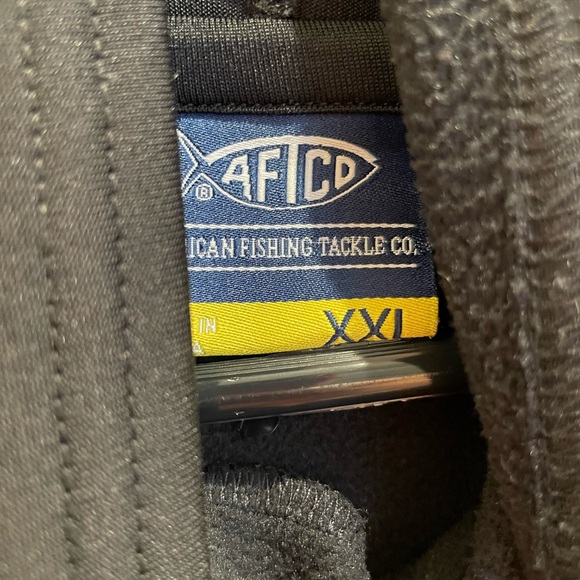 AFTCO
®
ICAN FISHING TACKLE CO.
IN XXL
A